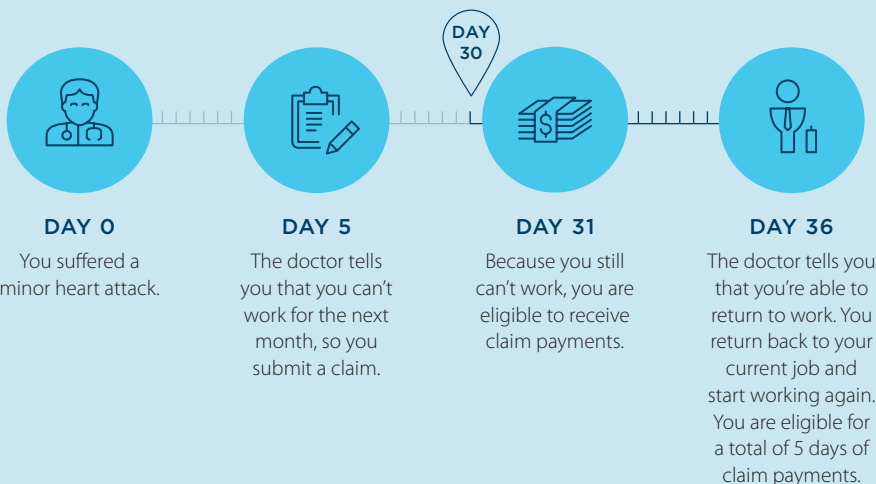 DAY
30
DAY 0
You suffered a
minor heart attack.
DAY 5
The doctor tells
you that you can't
work for the next
month, so you
submit a claim.
$
DAY 31
Because you still
can't work, you are
eligible to receive
claim payments.
DAY 36
The doctor tells you
that you're able to
return to work. You
return back to your
current job and
start working again.
You are eligible for
a total of 5 days of
claim payments.